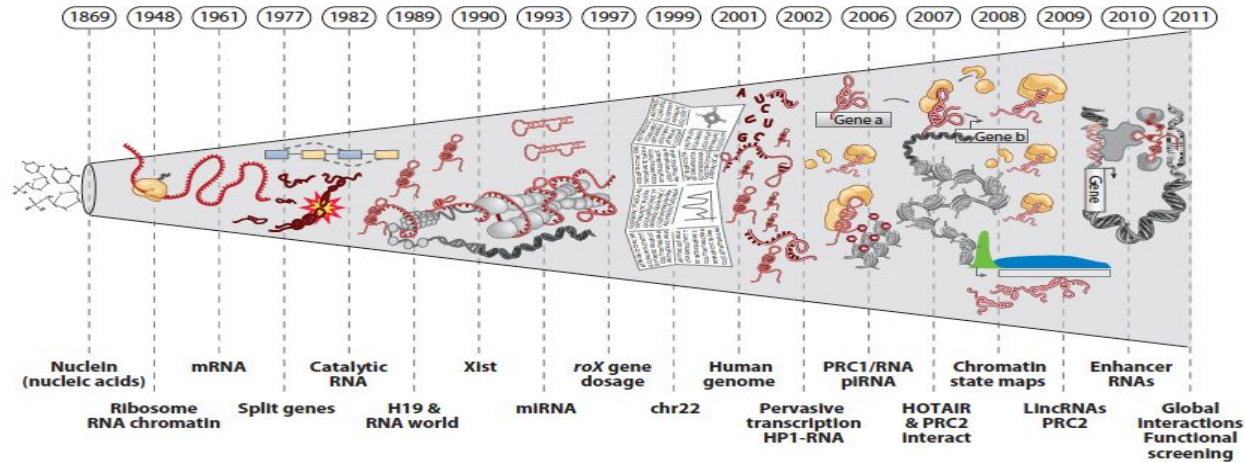 1869 1948 1961 1977 1982 1989 1990 1993 1997 1999 2001 2002 2006 2007 2008 2009 2010 2011
A
U
C
U
C
U
G
C
Gene a
Gene b
Gene
Nuclein
(nucleic acids)
Ribosome
RNA chromatin
mRNA
Split genes
Catalytic
RNA
H19 &
RNA world
Xist
miRNA
roX gene
dosage
chr22
Human
genome
Pervasive
transcription
HP1-RNA
PRC1/RNA
piRNA
HOTAIR
& PRC2
interact
Chromatin
state maps
LincRNAs
PRC2
Enhancer
RNAs
Global
interactions
Functional
screening